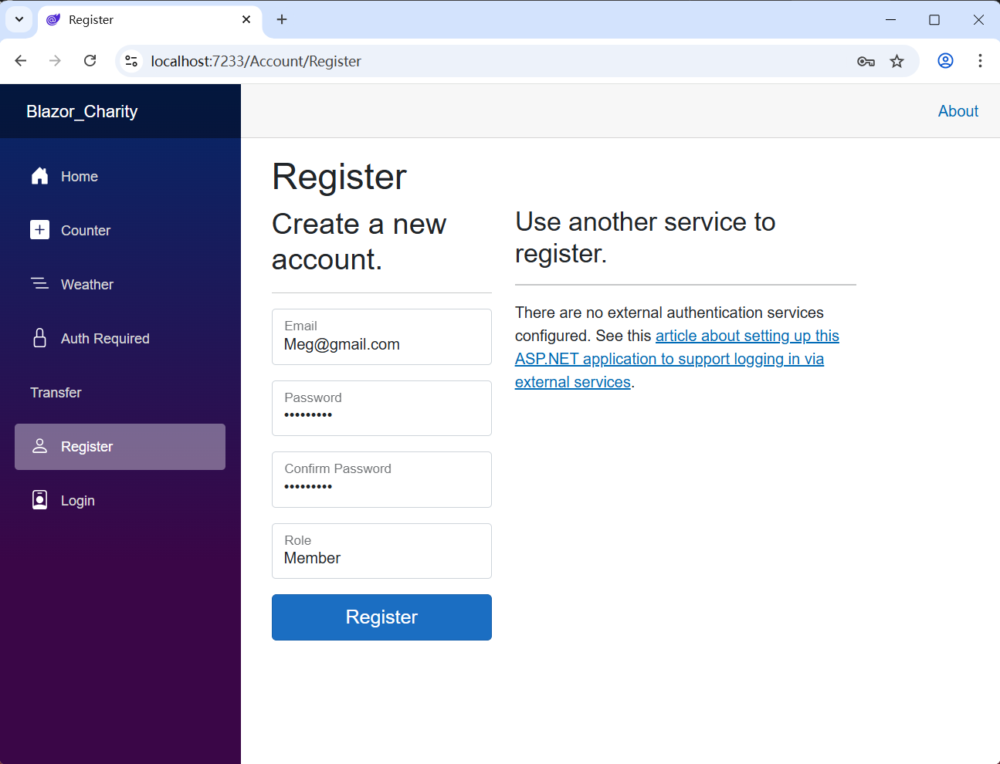 Register
localhost:7233/Account/Register
Blazor_Charity
About
Home
Counter
Weather
Auth Required
Transfer
Register
Login
Register
Create a new
account.
Email
Meg@gmail.com
Password
•••••••••
Confirm Password
•••••••••
Role
Member
Register
Use another service to
register.
There are no external authentication services
configured. See this article about setting up this
ASP.NET application to support logging in via
external services.